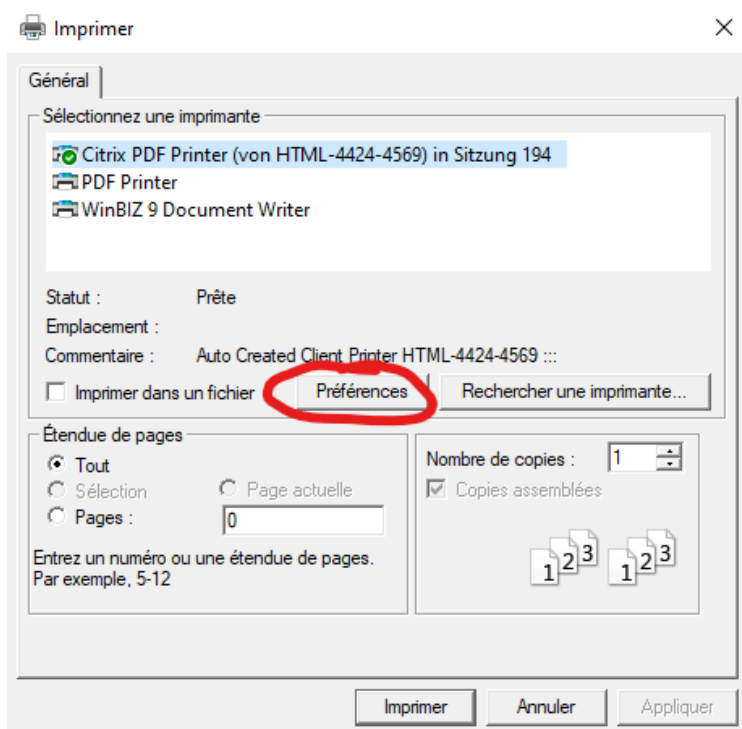 Imprimer
Général
Sélectionnez une imprimante
Citrix PDF Printer (von HTML-4424-4569) in Sitzung 194
PDF Printer
WinBIZ 9 Document Writer
Statut : Prête
Emplacement :
Commentaire : Auto Created Client Printer HTML-4424-4569 :::
Imprimer dans un fichier Préférences Rechercher une imprimante...
Étendue de pages
Tout
Sélection Page actuelle
Pages : 0
Entrez un numéro ou une étendue de pages.
Par exemple, 5-12
Nombre de copies : 1
Copies assemblées
1 2 3 1 2 3
Imprimer Annuler Appliquer